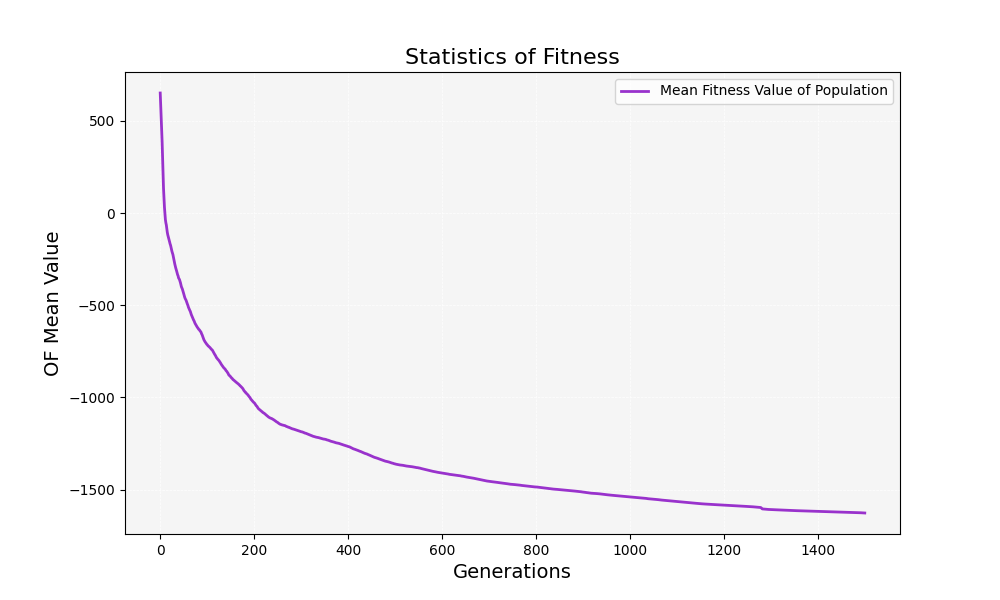 Statistics of Fitness
Mean Fitness Value of Population
OF Mean Value
500
0
−500
−1000
−1500
0 200 400 600 800 1000 1200 1400
Generations